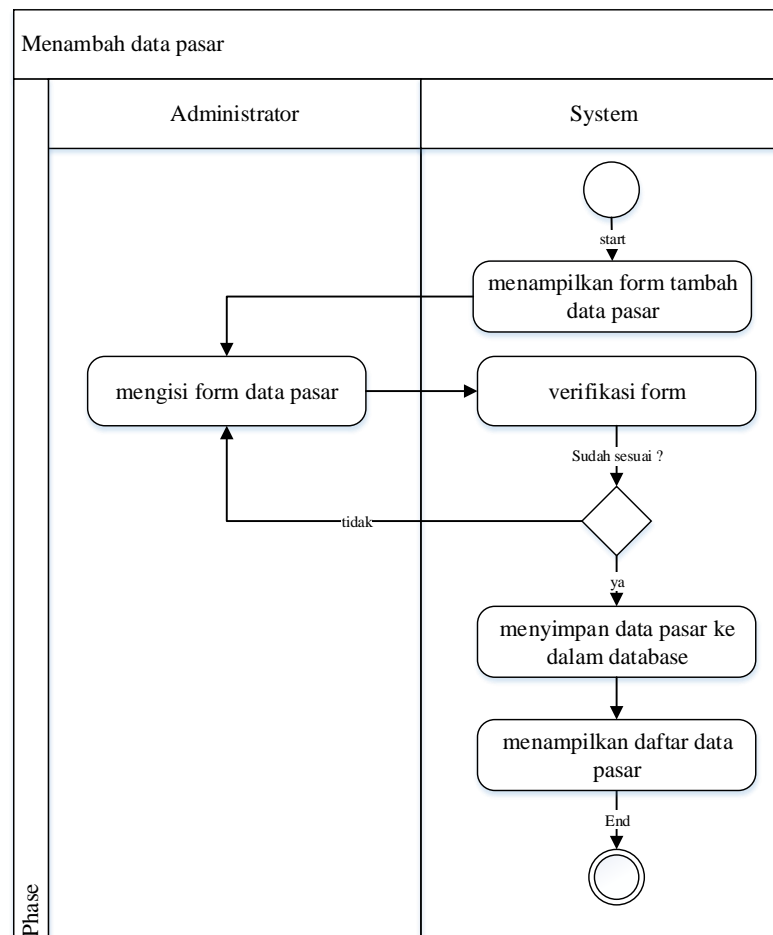 Menambah data pasar
Administrator
System
start
menampilkan form tambah
data pasar
mengisi form data pasar
verifikasi form
Sudah sesuai ?
tidak
ya
menyimpan data pasar ke
dalam database
menampilkan daftar data
pasar
End
Phase